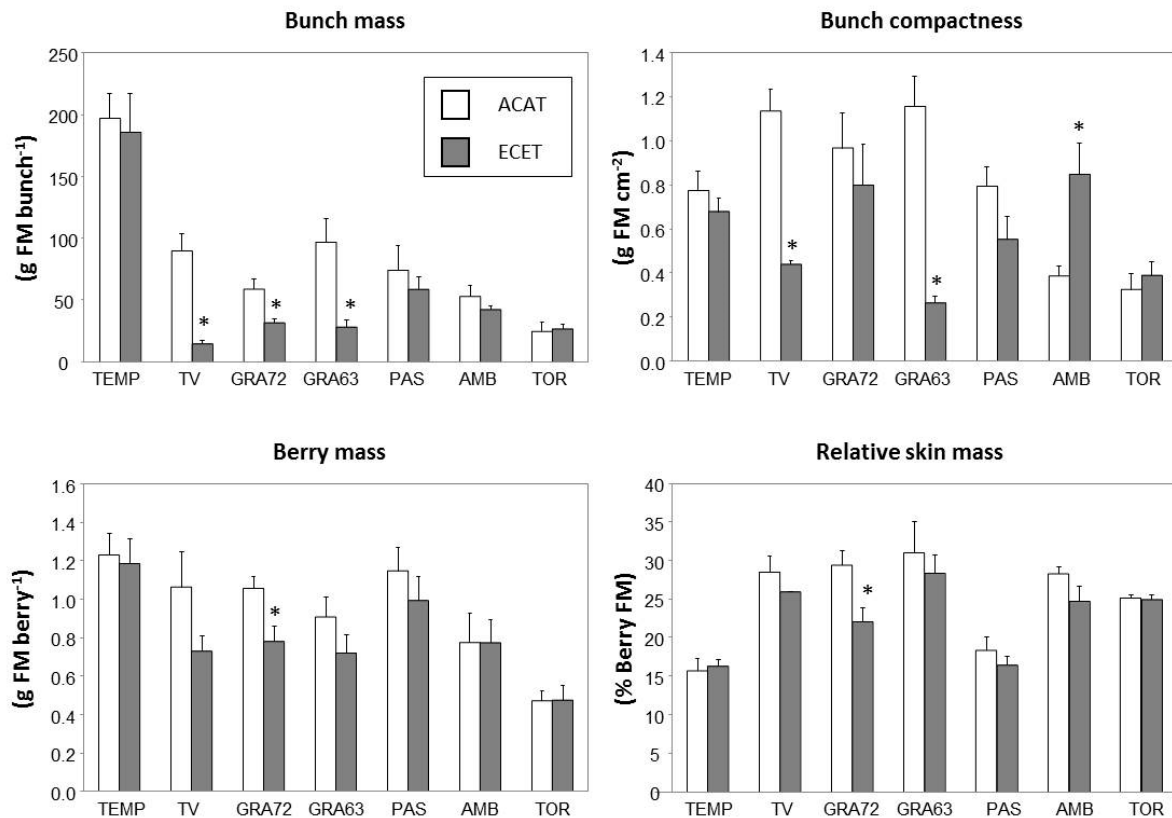 Bunch mass
(g FM bunch⁻¹)
250
200
150
100
50
0
ACAT
ECET
*
*
*
TEMP TV GRA72 GRA63 PAS AMB TOR
Bunch compactness
(g FM cm⁻²)
1.4
1.2
1.0
0.8
0.6
0.4
0.2
0.0
*
*
*
TEMP TV GRA72 GRA63 PAS AMB TOR
Berry mass
(g FM berry⁻¹)
1.6
1.4
1.2
1.0
0.8
0.6
0.4
0.2
0.0
*
TEMP TV GRA72 GRA63 PAS AMB TOR
Relative skin mass
(% Berry FM)
40
35
30
25
20
15
10
5
0
*
TEMP TV GRA72 GRA63 PAS AMB TOR